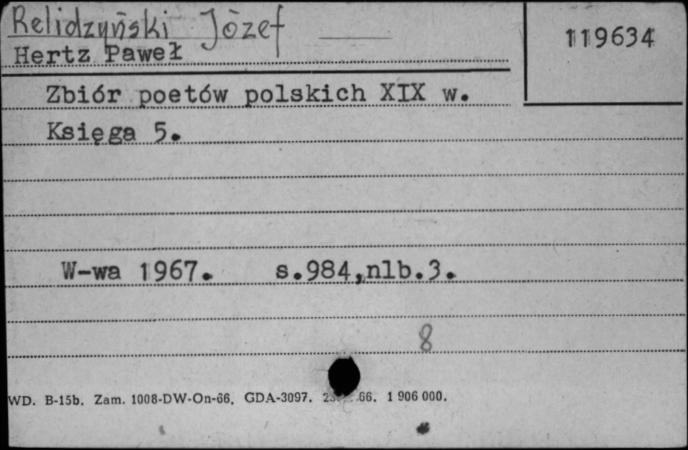 Relidzyński Józef
119634
Hertz Paweł
Zbiór poetów polskich XIX w.
Księga 5.
W-wa 1967. s.984,nlb.3.
8
WD. B-15b. Zam. 1008-DW-On-66. GDA-3097. 66. 1 906 000.